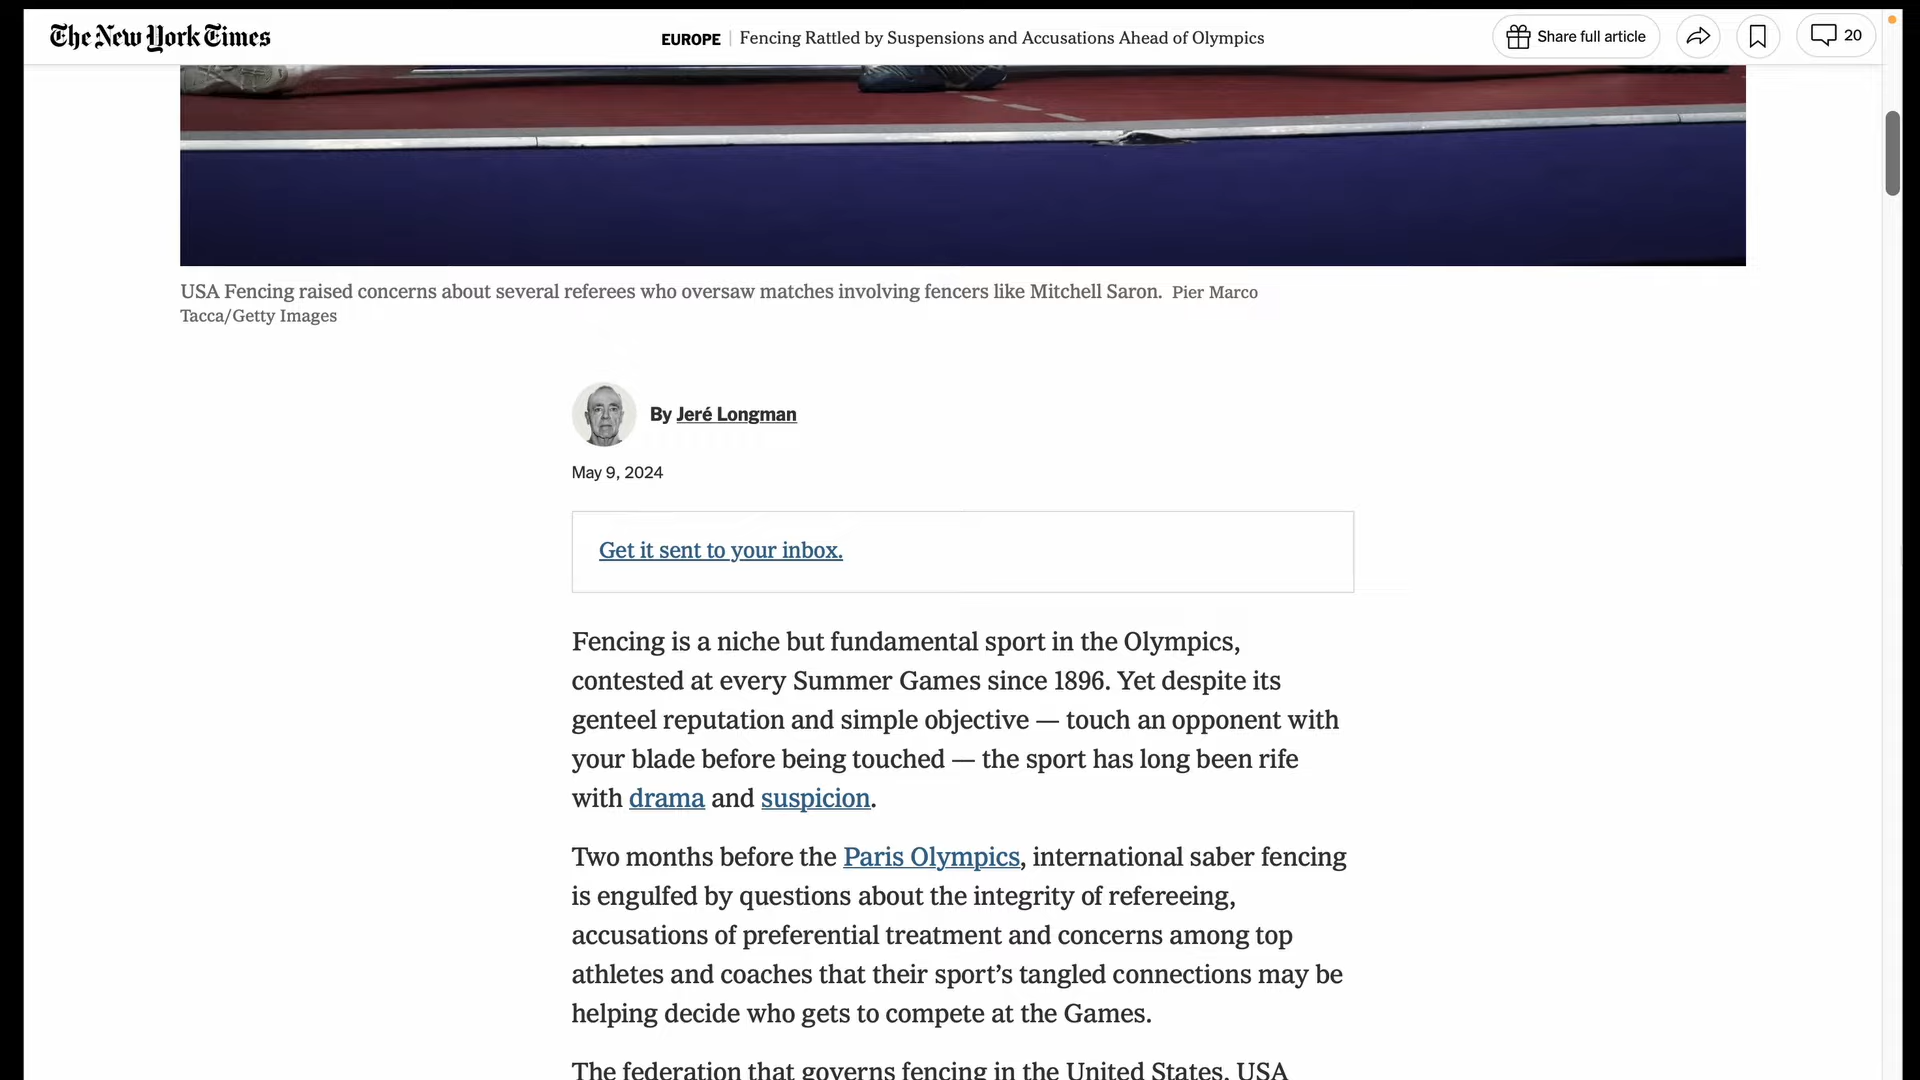 The New York Times
EUROPE | Fencing Rattled by Suspensions and Accusations Ahead of Olympics
Share full article
20
USA Fencing raised concerns about several referees who oversaw matches involving fencers like Mitchell Saron. Pier Marco
Tacca/Getty Images
By Jeré Longman
May 9, 2024
Get it sent to your inbox.
Fencing is a niche but fundamental sport in the Olympics,
contested at every Summer Games since 1896. Yet despite its
genteel reputation and simple objective — touch an opponent with
your blade before being touched — the sport has long been rife
with drama and suspicion.
Two months before the Paris Olympics, international saber fencing
is engulfed by questions about the integrity of refereeing,
accusations of preferential treatment and concerns among top
athletes and coaches that their sport’s tangled connections may be
helping decide who gets to compete at the Games.
The federation that governs fencing in the United States, USA